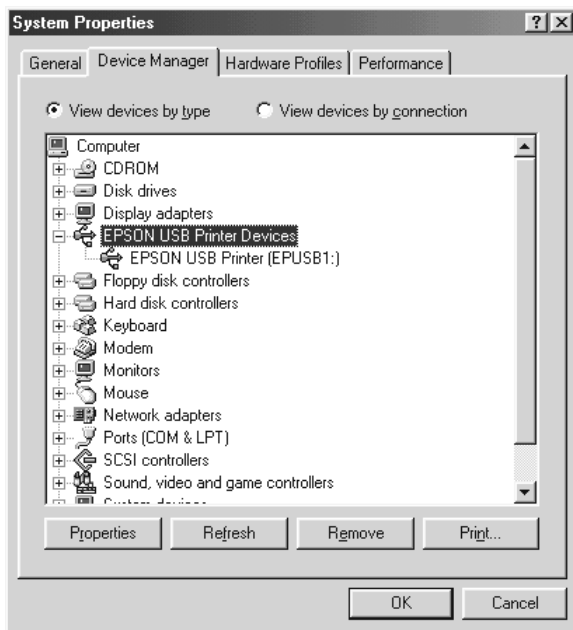 System Properties
General Device Manager Hardware Profiles Performance
View devices by type View devices by connection
Computer
CDROM
Disk drives
Display adapters
EPSON USB Printer Devices
EPSON USB Printer (EPUSB1:)
Floppy disk controllers
Hard disk controllers
Keyboard
Modem
Monitors
Mouse
Network adapters
Ports (COM & LPT)
SCSI controllers
Sound, video and game controllers
System devices
Properties Refresh Remove Print...
OK Cancel